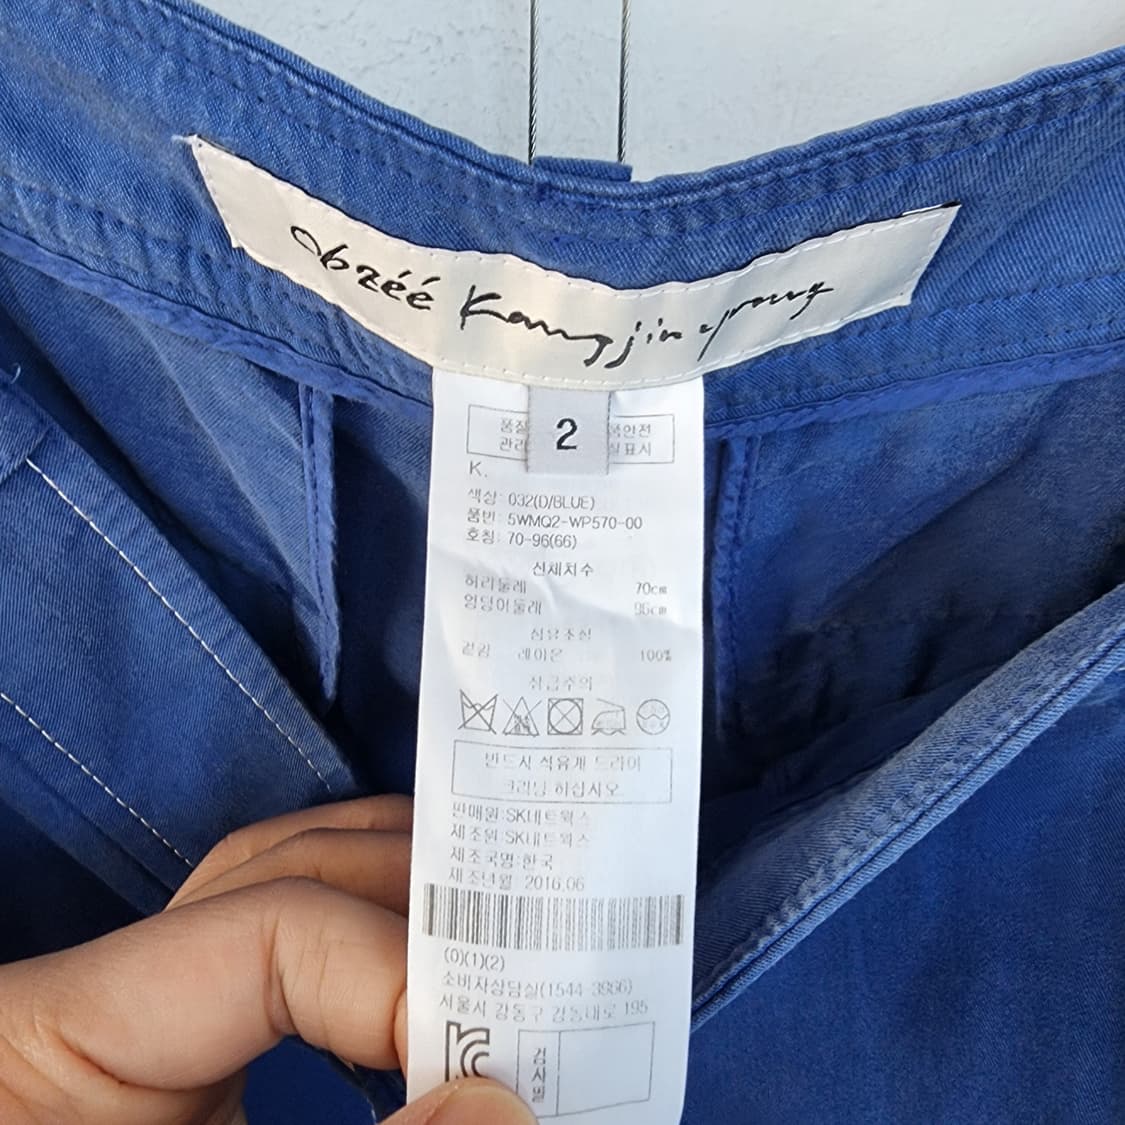 obzéé Kangjinyoung
2
품질
품안전
관리
실표시
K.
색상: 032(D/BLUE)
품번: 5WMQ2-WP570-00
호칭: 70-96(66)
신체치수
허리둘레 70cm
엉덩이둘레 96cm
섬유조성
겉감 레이온 100%
취급주의
반드시 석유계 드라이
크리닝 하십시오
판매원:SK네트웍스
제조원:SK네트웍스
제조국명:한국
제조년월 2016.06
(0)(1)(2)
소비자상담실(1544-3966)
서울시 강동구 강동대로 195
검사필